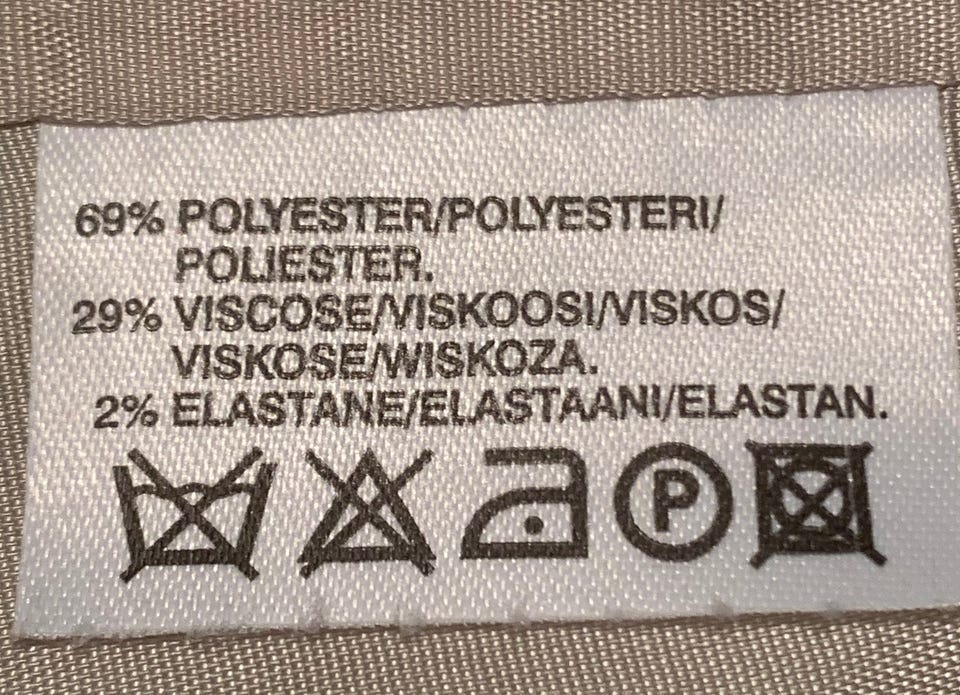 69% POLYESTER/POLYESTERI/
POLIESTER.
29% VISCOSE/VISKOOSI/VISKOS/
VISKOSE/WISKOZA.
2% ELASTANE/ELASTAANI/ELASTAN.
P